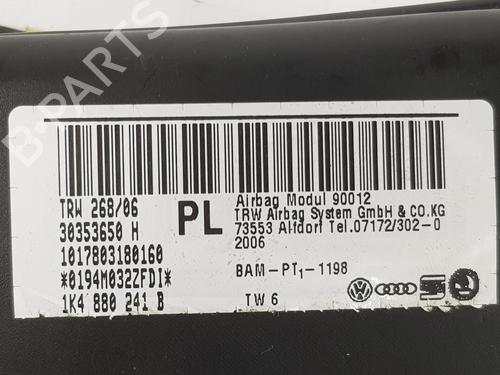 B-PARTS
TRW 268/06
30353650 H
1017803180160
*0194M032ZFDI*
1K4 880 241 B
PL
Airbag Modul 90012
TRW Airbag System GmbH & CO.KG
73553 Alfdorf Tel.07172/302-0
2006
BAM-PT1-1198
TW 6